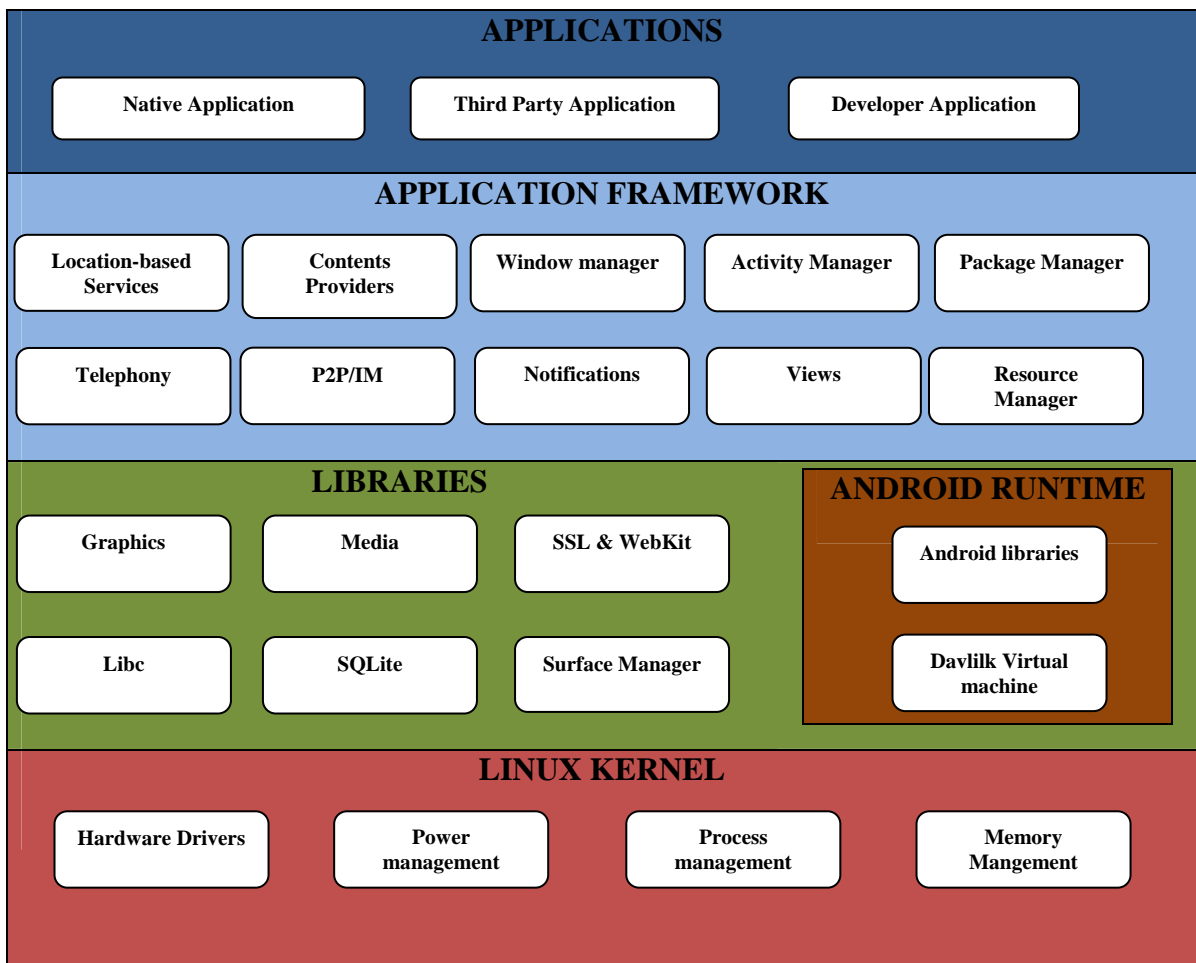 APPLICATIONS
Native Application
Third Party Application
Developer Application
APPLICATION FRAMEWORK
Location-based
Services
Contents
Providers
Window manager
Activity Manager
Package Manager
Telephony
P2P/IM
Notifications
Views
Resource
Manager
LIBRARIES
Graphics
Media
SSL & WebKit
Libc
SQLite
Surface Manager
ANDROID RUNTIME
Android libraries
Davlilk Virtual
machine
LINUX KERNEL
Hardware Drivers
Power
management
Process
management
Memory
Mangement